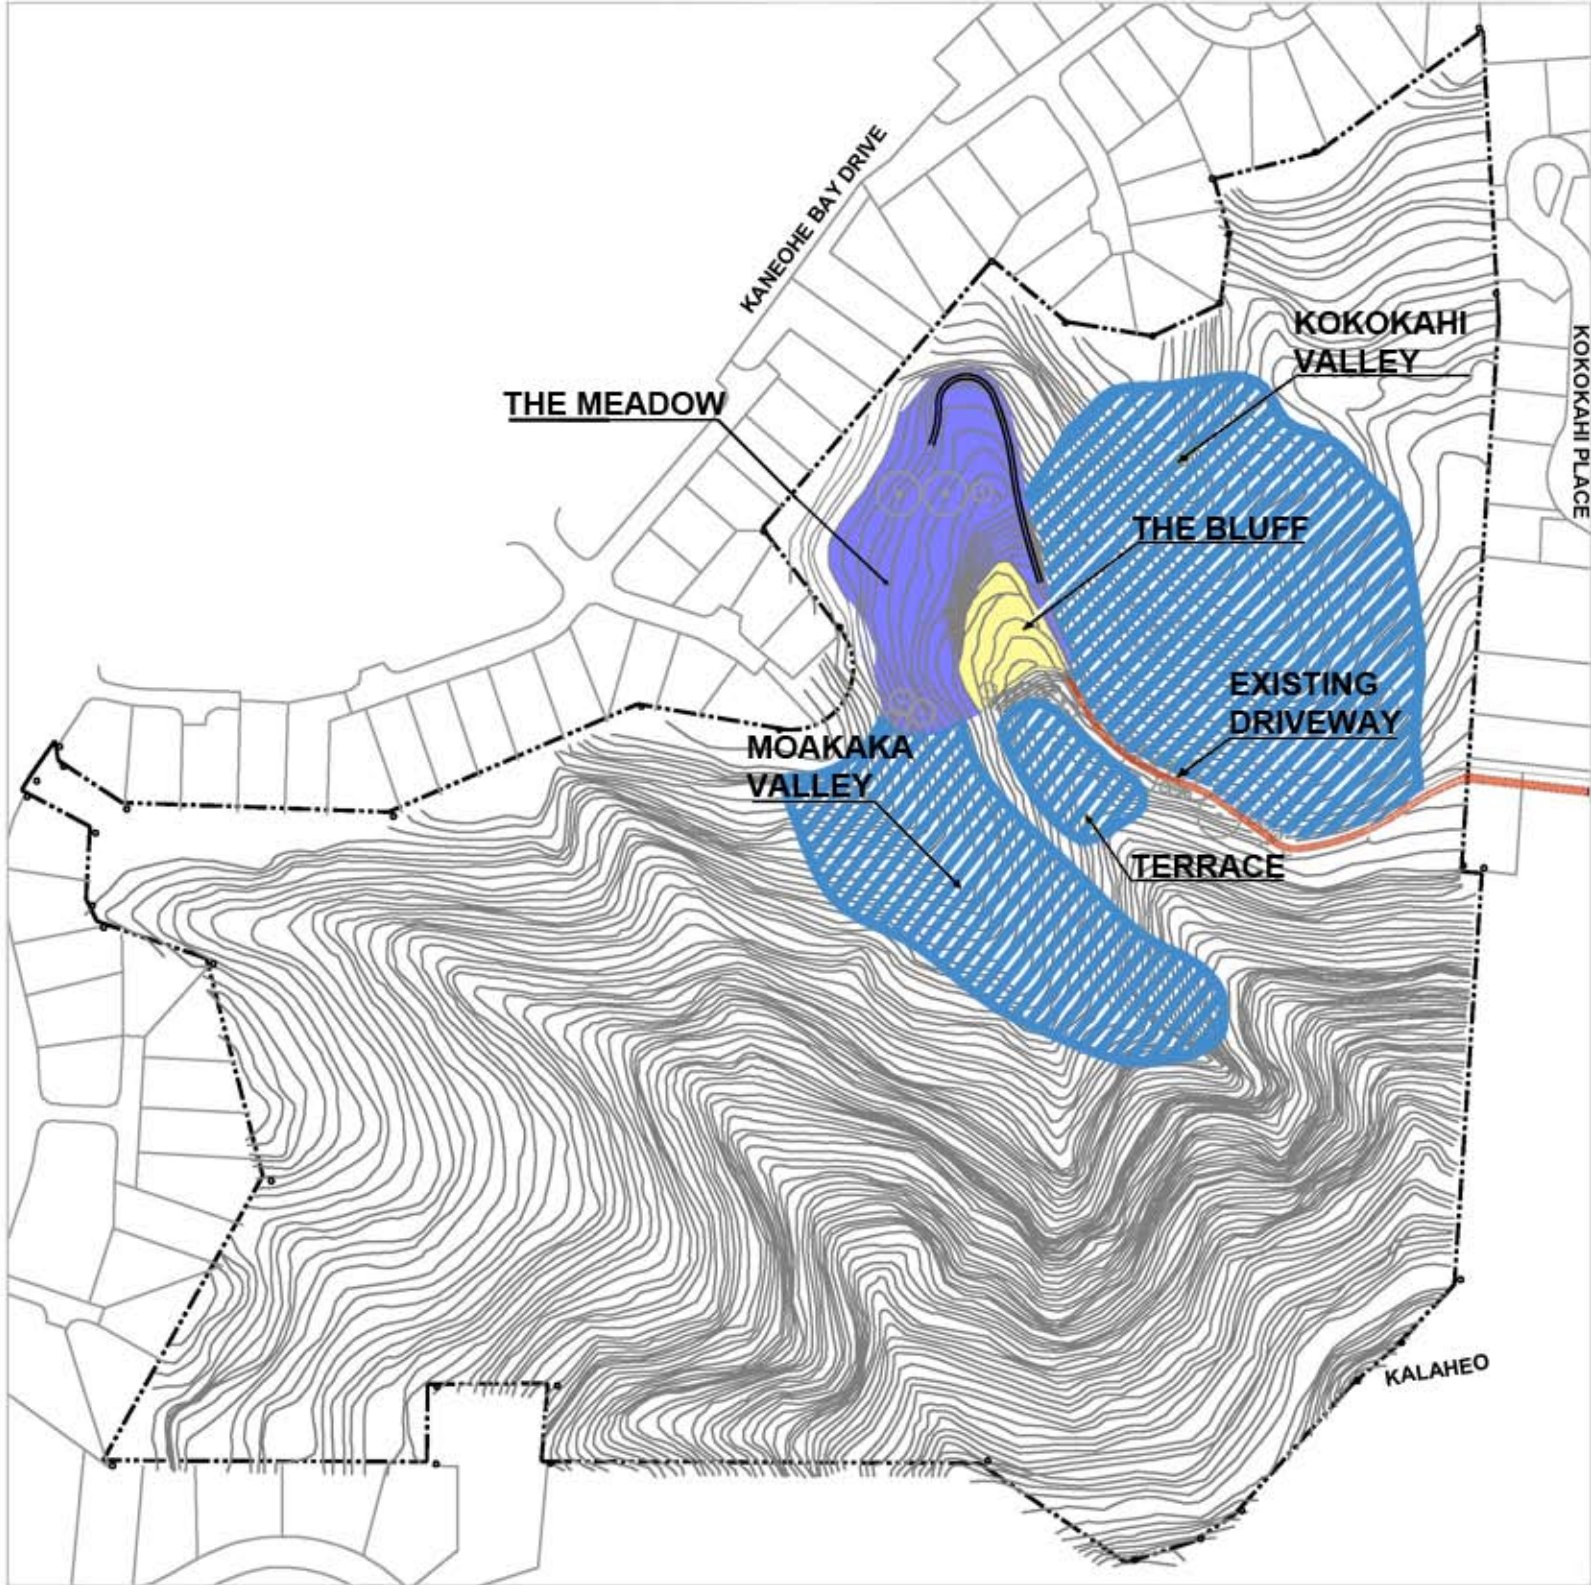 KANEOHE BAY DRIVE
KOKOKAHI
VALLEY
KOKOKAHI PLACE
THE MEADOW
THE BLUFF
EXISTING
DRIVEWAY
MOAKAKA
VALLEY
TERRACE
KALAHEO